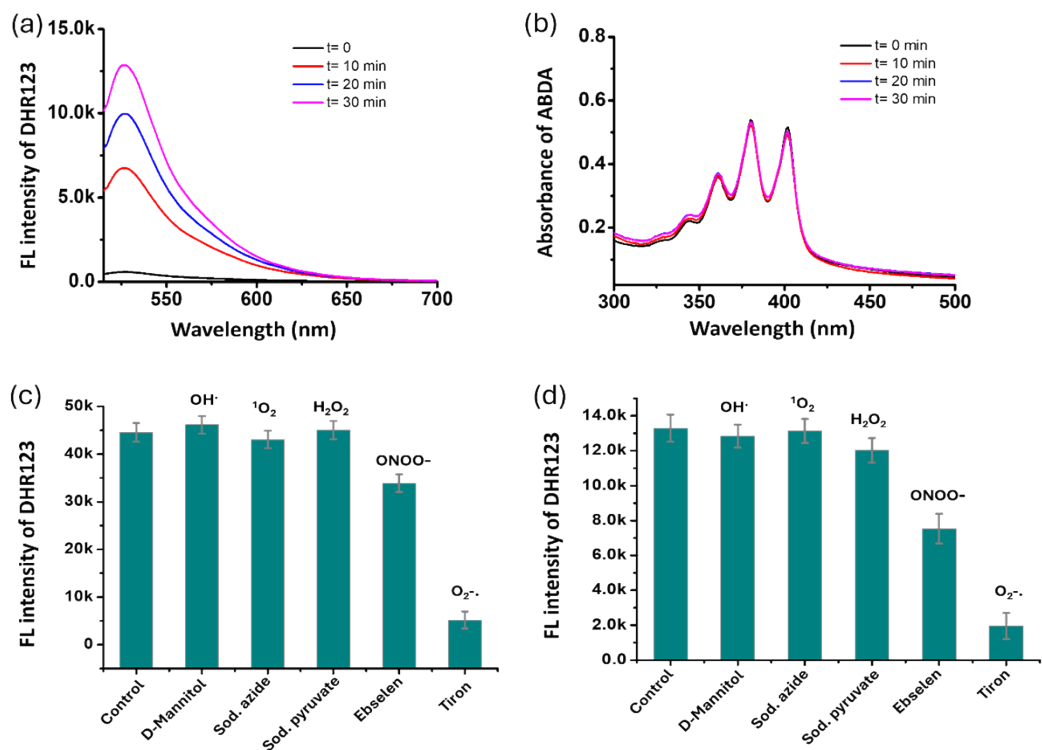 (a)
FL intensity of DHR123
15.0k
10.0k
5.0k
0.0
t= 0
t= 10 min
t= 20 min
t= 30 min
550
600
650
700
Wavelength (nm)
(b)
Absorbance of ABDA
0.8
0.6
0.4
0.2
t= 0 min
t= 10 min
t= 20 min
t= 30 min
300
350
400
450
500
Wavelength (nm)
(c)
FL intensity of DHR123
50k
40k
30k
20k
10k
0
OH·
¹O₂
H₂O₂
ONOO−
O₂−·
Control
D-Mannitol
Sod. azide
Sod. pyruvate
Ebselen
Tiron
(d)
FL intensity of DHR123
14.0k
12.0k
10.0k
8.0k
6.0k
4.0k
2.0k
0.0
OH·
¹O₂
H₂O₂
ONOO−
O₂−·
Control
D-Mannitol
Sod. azide
Sod. pyruvate
Ebselen
Tiron